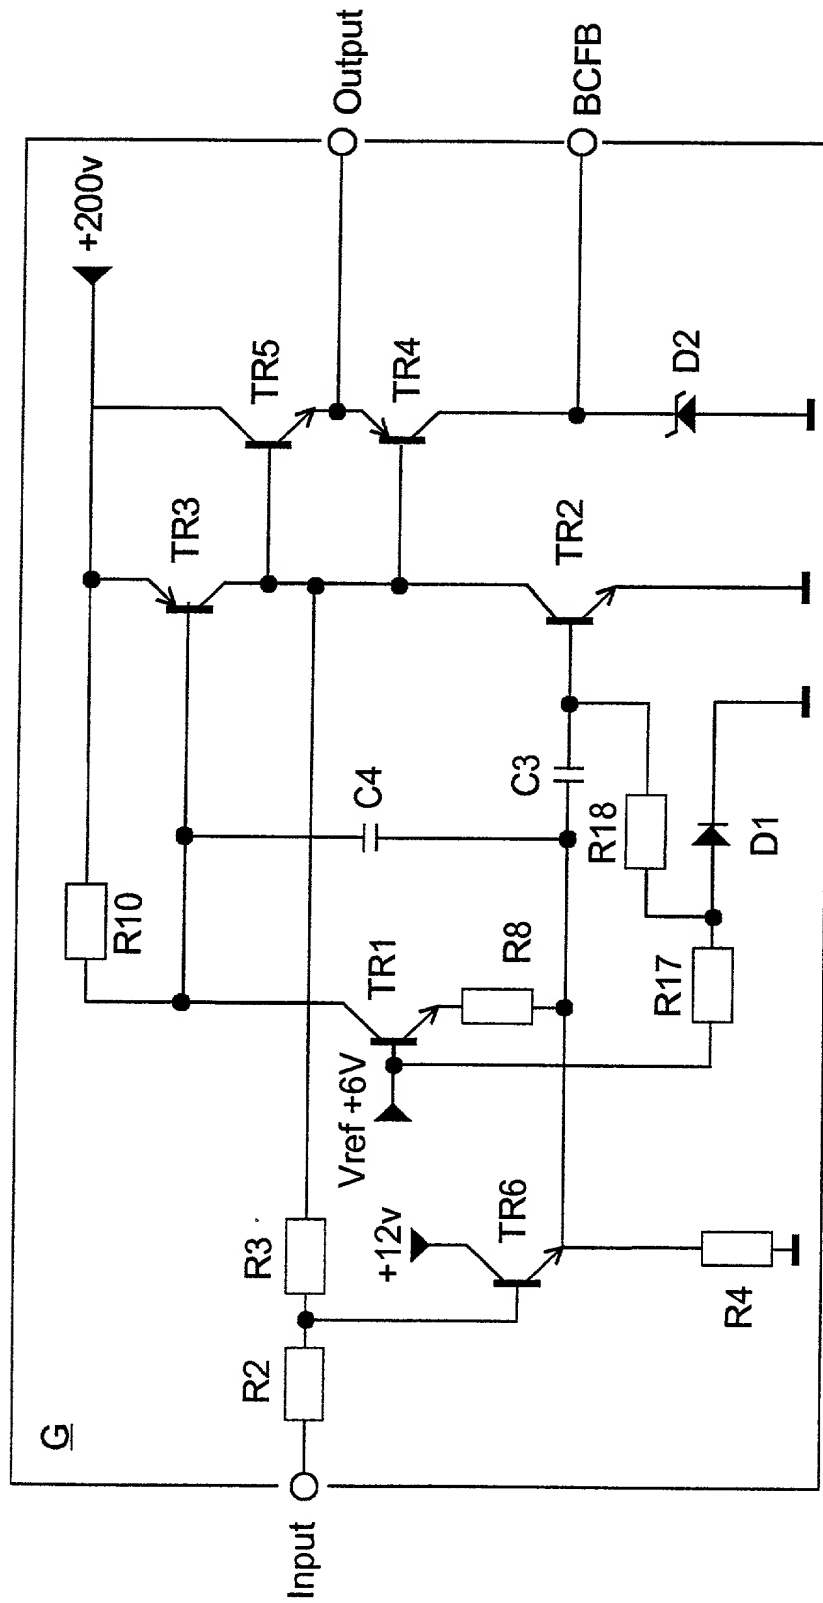 G
+200v
Input
R2
R3
R10
TR3
TR5
Output
Vref +6V
TR1
C4
TR4
+12v
TR6
R8
C3
TR2
BCFB
R4
R17
R18
D1
D2